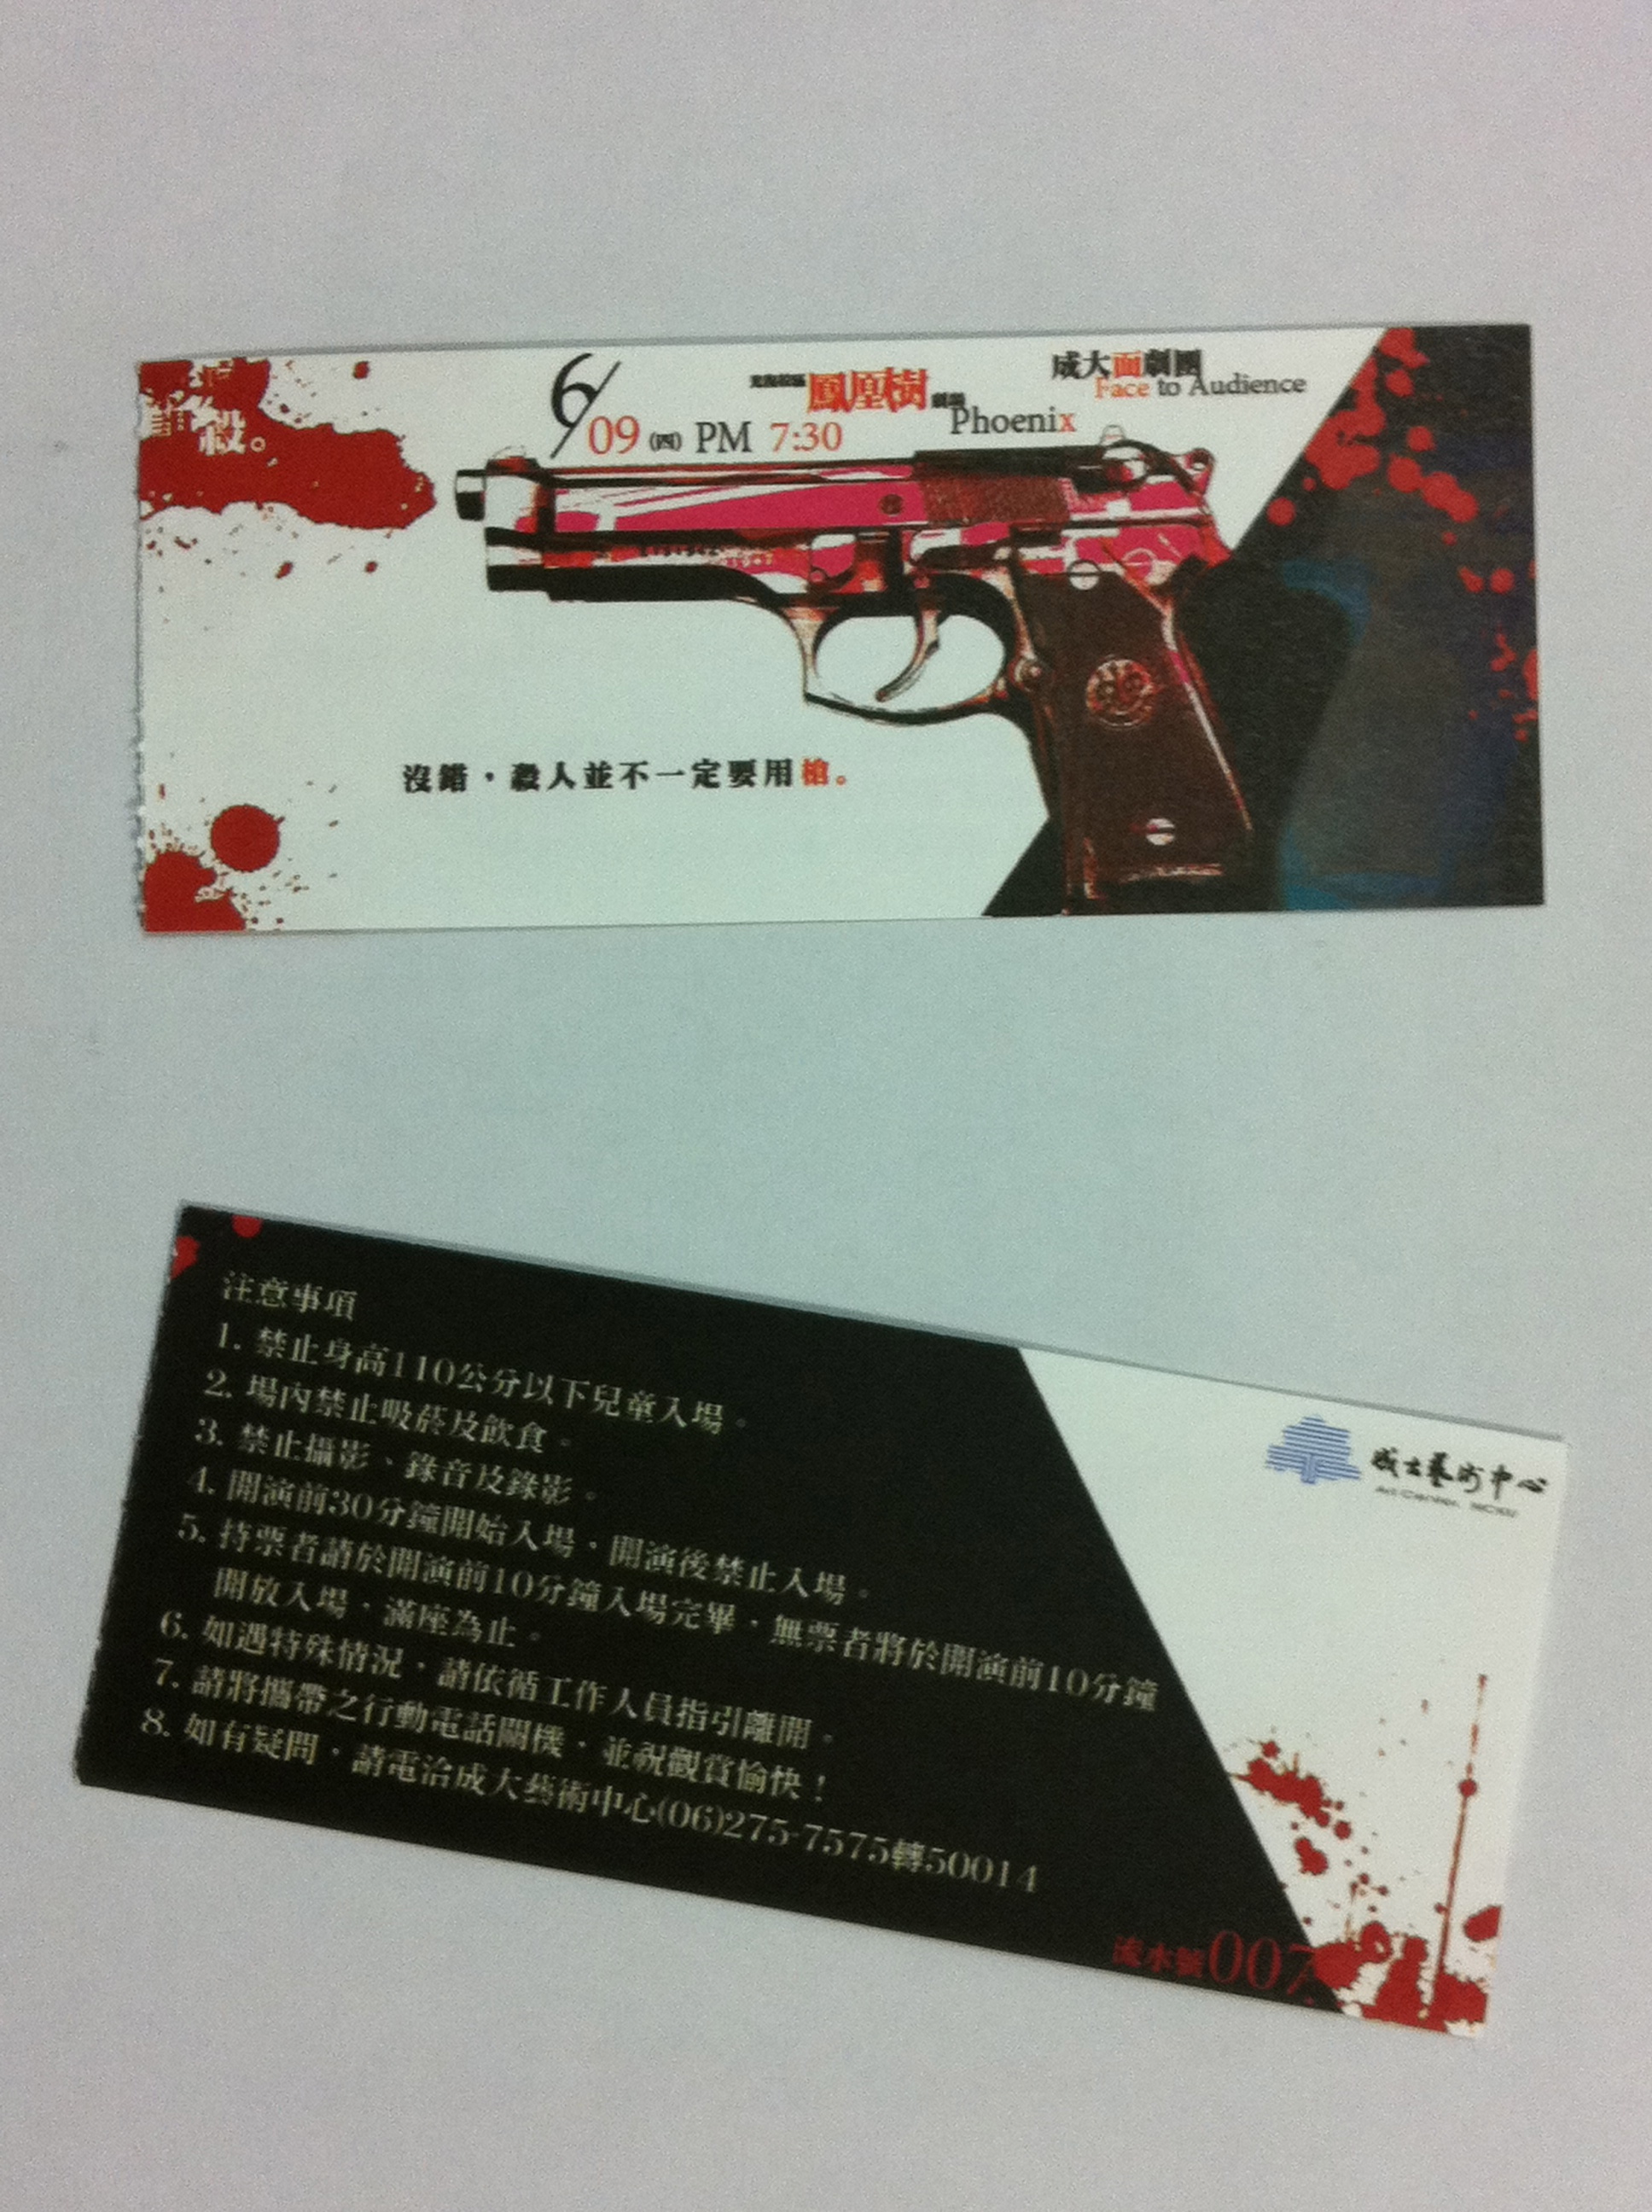 殺。
6/09 (四) PM 7:30
光復校區鳳凰樹劇場
Phoenix
成大面劇團
Face to Audience
沒錯，殺人並不一定要用槍。
注意事項
1. 禁止身高110公分以下兒童入場。
2. 場內禁止吸菸及飲食。
3. 禁止攝影、錄音及錄影。
4. 開演前30分鐘開始入場，開演後禁止入場。
5. 持票者請於開演前10分鐘入場完畢，無票者將於開演前10分鐘
開放入場，滿座為止。
6. 如遇特殊情況，請依循工作人員指引離開。
7. 請將攜帶之行動電話關機，並祝觀賞愉快！
8. 如有疑問，請電洽成大藝術中心(06)275-7575轉50014
成大藝術中心
Art Center, NCKU
流水號007